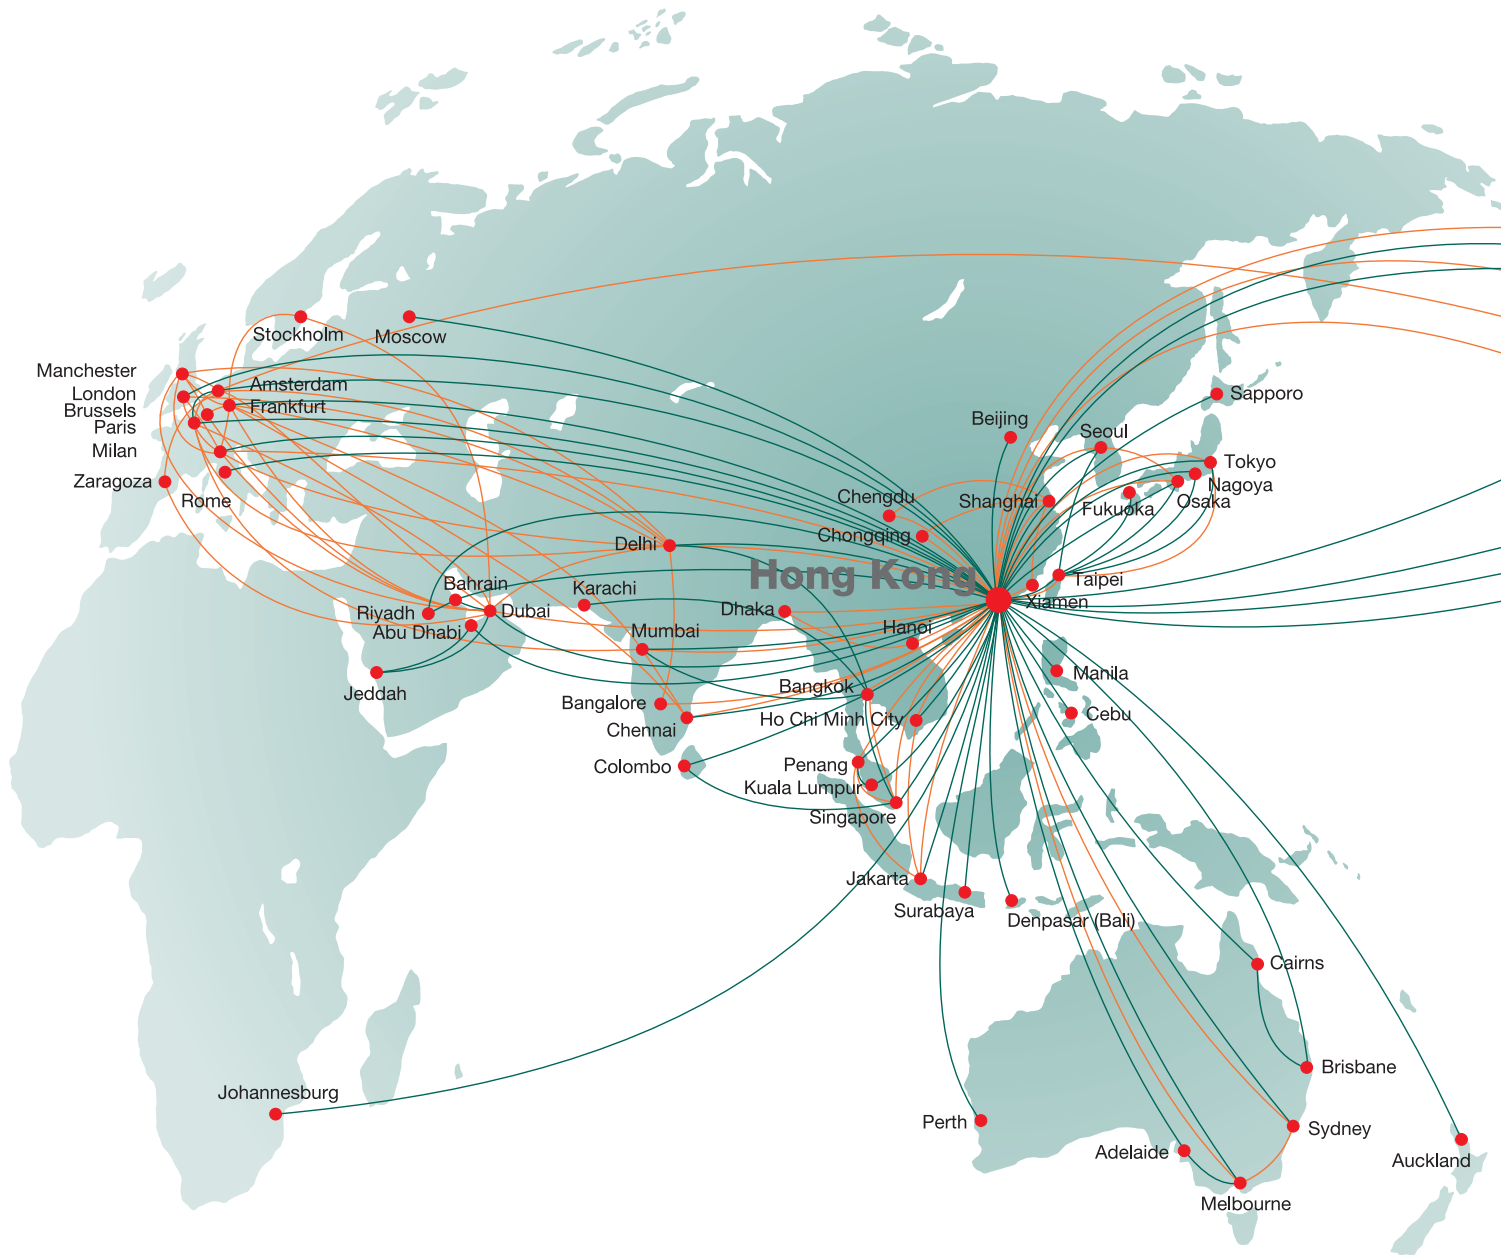 Stockholm
Moscow
Manchester
Amsterdam
London
Frankfurt
Brussels
Paris
Milan
Zaragoza
Rome
Sapporo
Beijing
Seoul
Tokyo
Nagoya
Osaka
Fukuoka
Shanghai
Chengdu
Chongqing
Delhi
Hong Kong
Taipei
Xiamen
Bahrain
Karachi
Riyadh
Dubai
Dhaka
Abu Dhabi
Mumbai
Hanoi
Jeddah
Manila
Bangkok
Bangalore
Cebu
Ho Chi Minh City
Chennai
Colombo
Penang
Kuala Lumpur
Singapore
Jakarta
Surabaya
Denpasar (Bali)
Cairns
Brisbane
Johannesburg
Perth
Sydney
Adelaide
Auckland
Melbourne